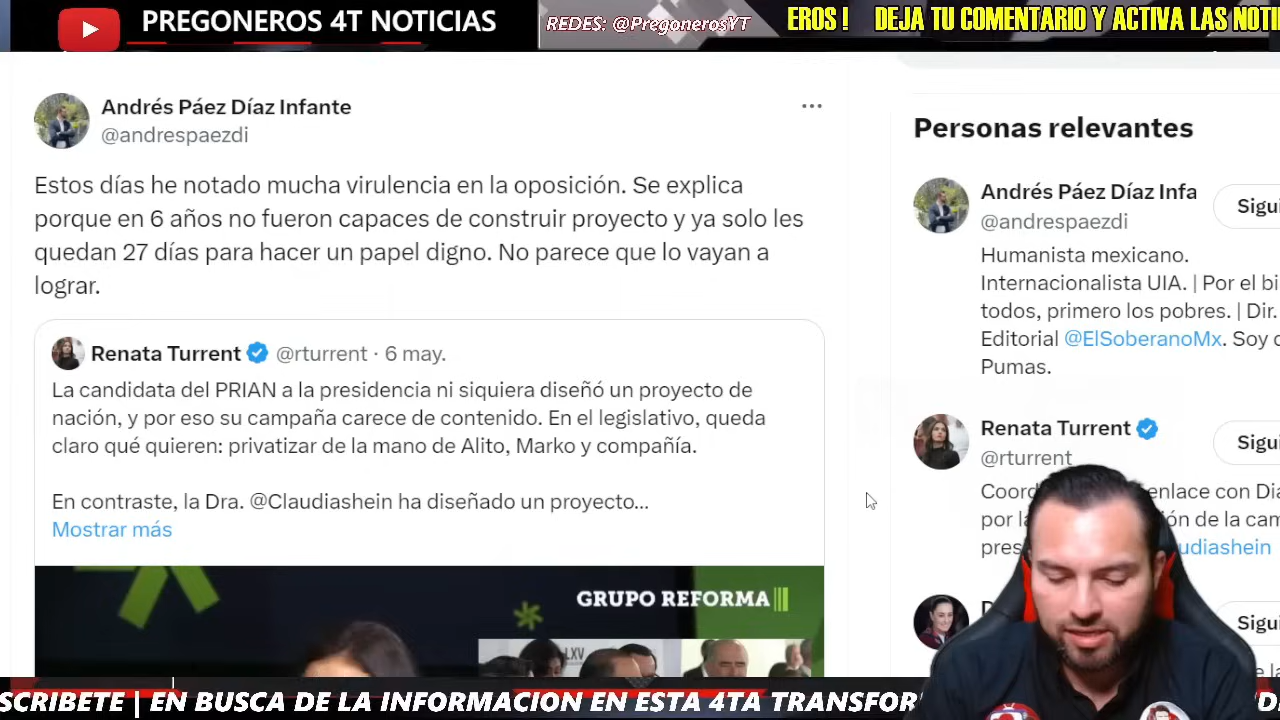 PREGONEROS 4T NOTICIAS
REDES: @PregonerosYT
EROS ! DEJA TU COMENTARIO Y ACTIVA LAS NOTI
Andrés Páez Díaz Infante
@andrespaezdi
Estos días he notado mucha virulencia en la oposición. Se explica
porque en 6 años no fueron capaces de construir proyecto y ya solo les
quedan 27 días para hacer un papel digno. No parece que lo vayan a
lograr.
Renata Turrent @rturrent · 6 may.
La candidata del PRIAN a la presidencia ni siquiera diseñó un proyecto de
nación, y por eso su campaña carece de contenido. En el legislativo, queda
claro qué quieren: privatizar de la mano de Alito, Marko y compañía.
En contraste, la Dra. @Claudiashein ha diseñado un proyecto...
Mostrar más
GRUPO REFORMA
LXV
Personas relevantes
Andrés Páez Díaz Infa
Sigui
@andrespaezdi
Humanista mexicano.
Internacionalista UIA. | Por el bi
todos, primero los pobres. | Dir.
Editorial @ElSoberanoMx. Soy d
Pumas.
Renata Turrent
Sigui
@rturrent
Coord enlace con Dia
por la ión de la cam
pres udiashein
D
Sigui
SCRIBETE | EN BUSCA DE LA INFORMACION EN ESTA 4TA TRANSFOR